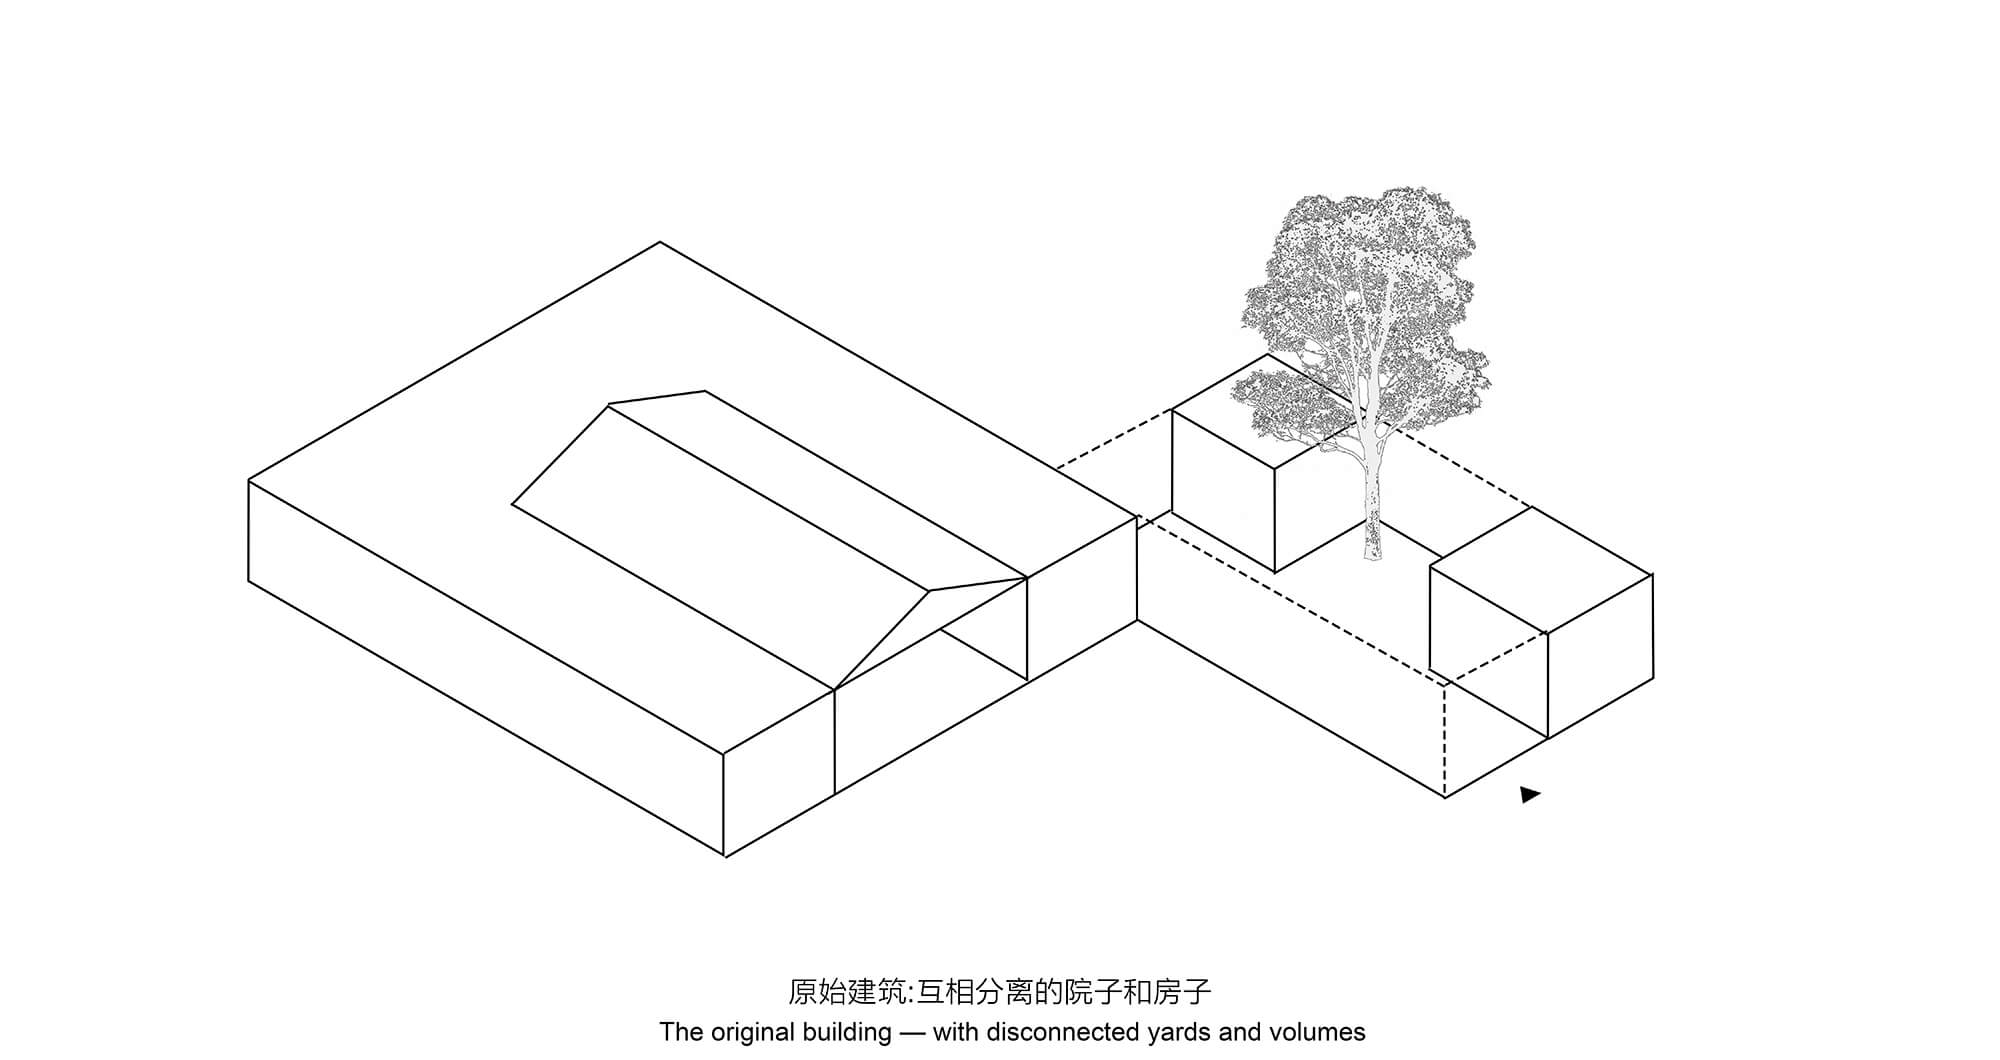 原始建筑:互相分离的院子和房子
The original building — with disconnected yards and volumes